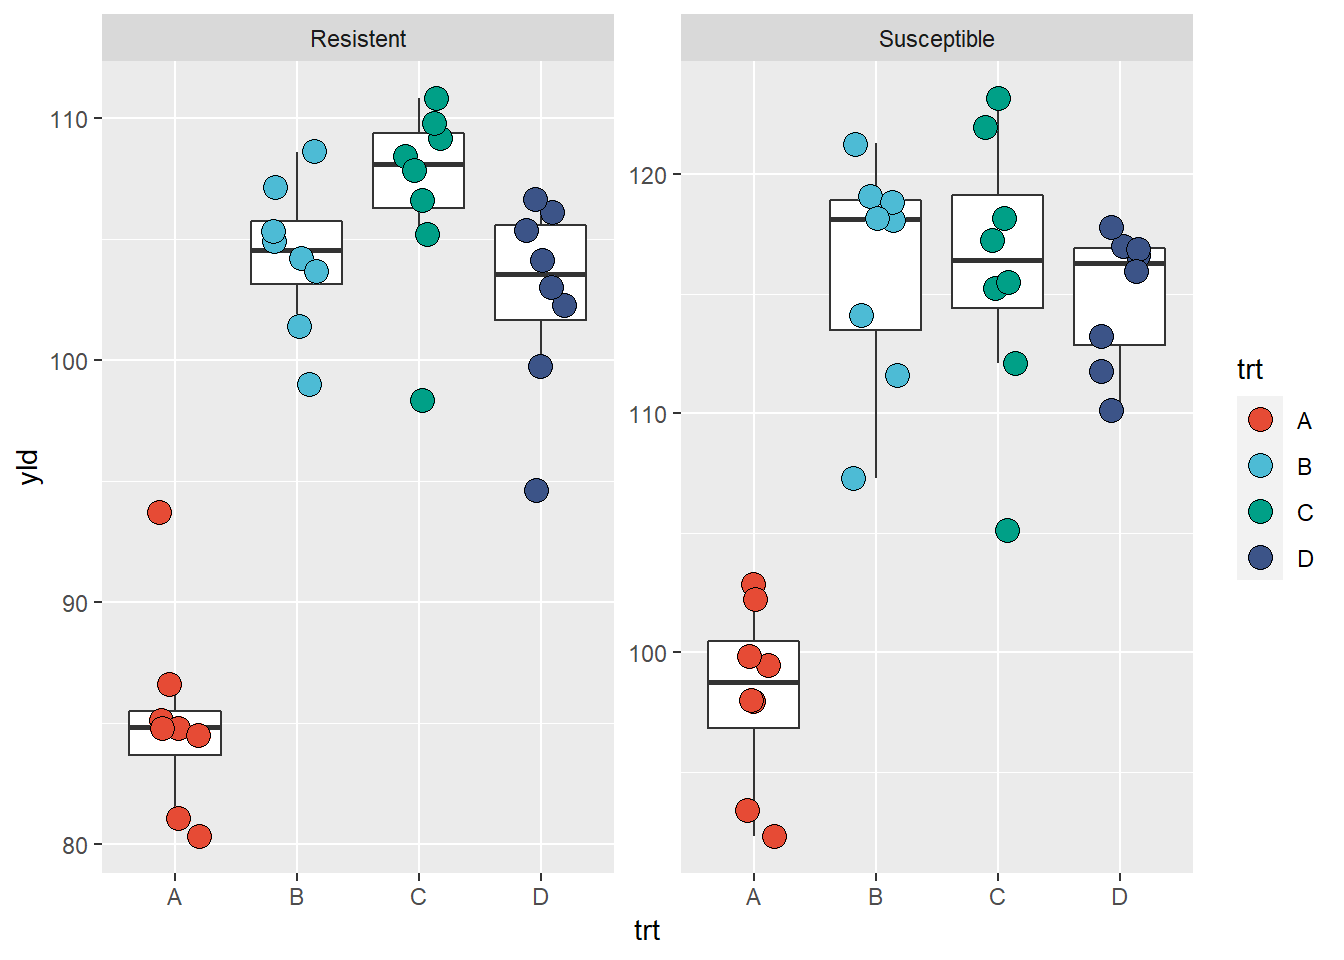 Resistent
Susceptible
110
100
90
80
120
110
100
yld
A B C D
A B C D
trt
trt
A
B
C
D